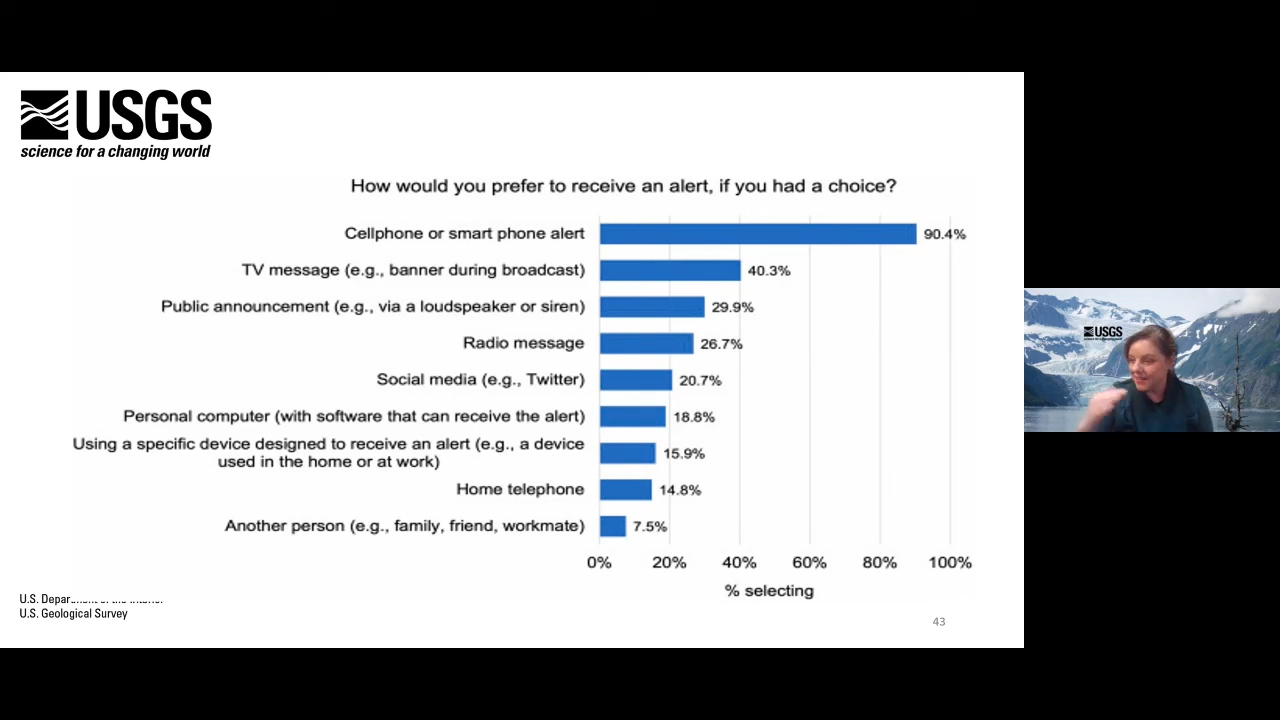 USGS
science for a changing world
How would you prefer to receive an alert, if you had a choice?
Cellphone or smart phone alert 90.4%
TV message (e.g., banner during broadcast) 40.3%
Public announcement (e.g., via a loudspeaker or siren) 29.9%
Radio message 26.7%
Social media (e.g., Twitter) 20.7%
Personal computer (with software that can receive the alert) 18.8%
Using a specific device designed to receive an alert (e.g., a device
used in the home or at work) 15.9%
Home telephone 14.8%
Another person (e.g., family, friend, workmate) 7.5%
0% 20% 40% 60% 80% 100%
% selecting
U.S. Department of the Interior
U.S. Geological Survey
43
USGS